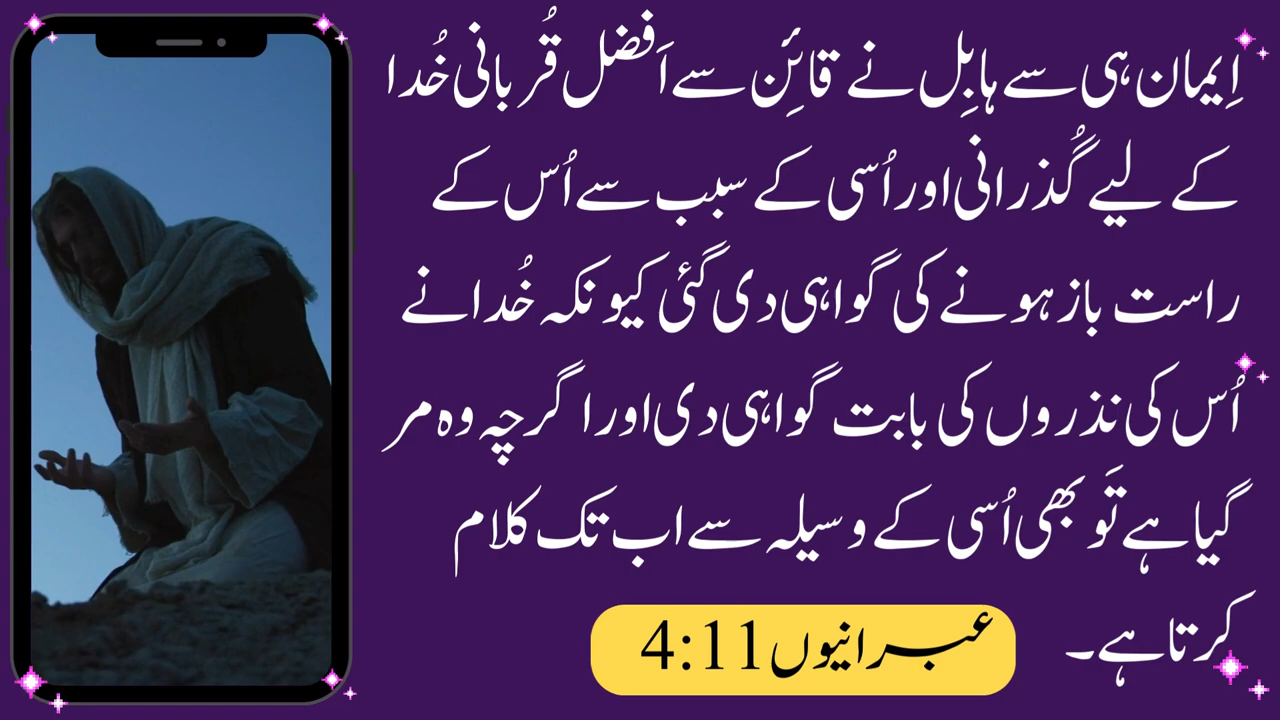 اِیمان ہی سے ہابِل نے قائِن سے اَفضل قُربانی خُدا
کے لیے گُذرانی اور اُسی کے سبب سے اُس کے
راست باز ہونے کی گواہی دی گئی کیونکہ خُدا نے
اُس کی نذروں کی بابت گواہی دی اور اگرچہ وہ مر
گیا ہے تَو بھی اُسی کے وسیلہ سے اب تک کلام
کرتا ہے۔
عبرانیوں 4:11